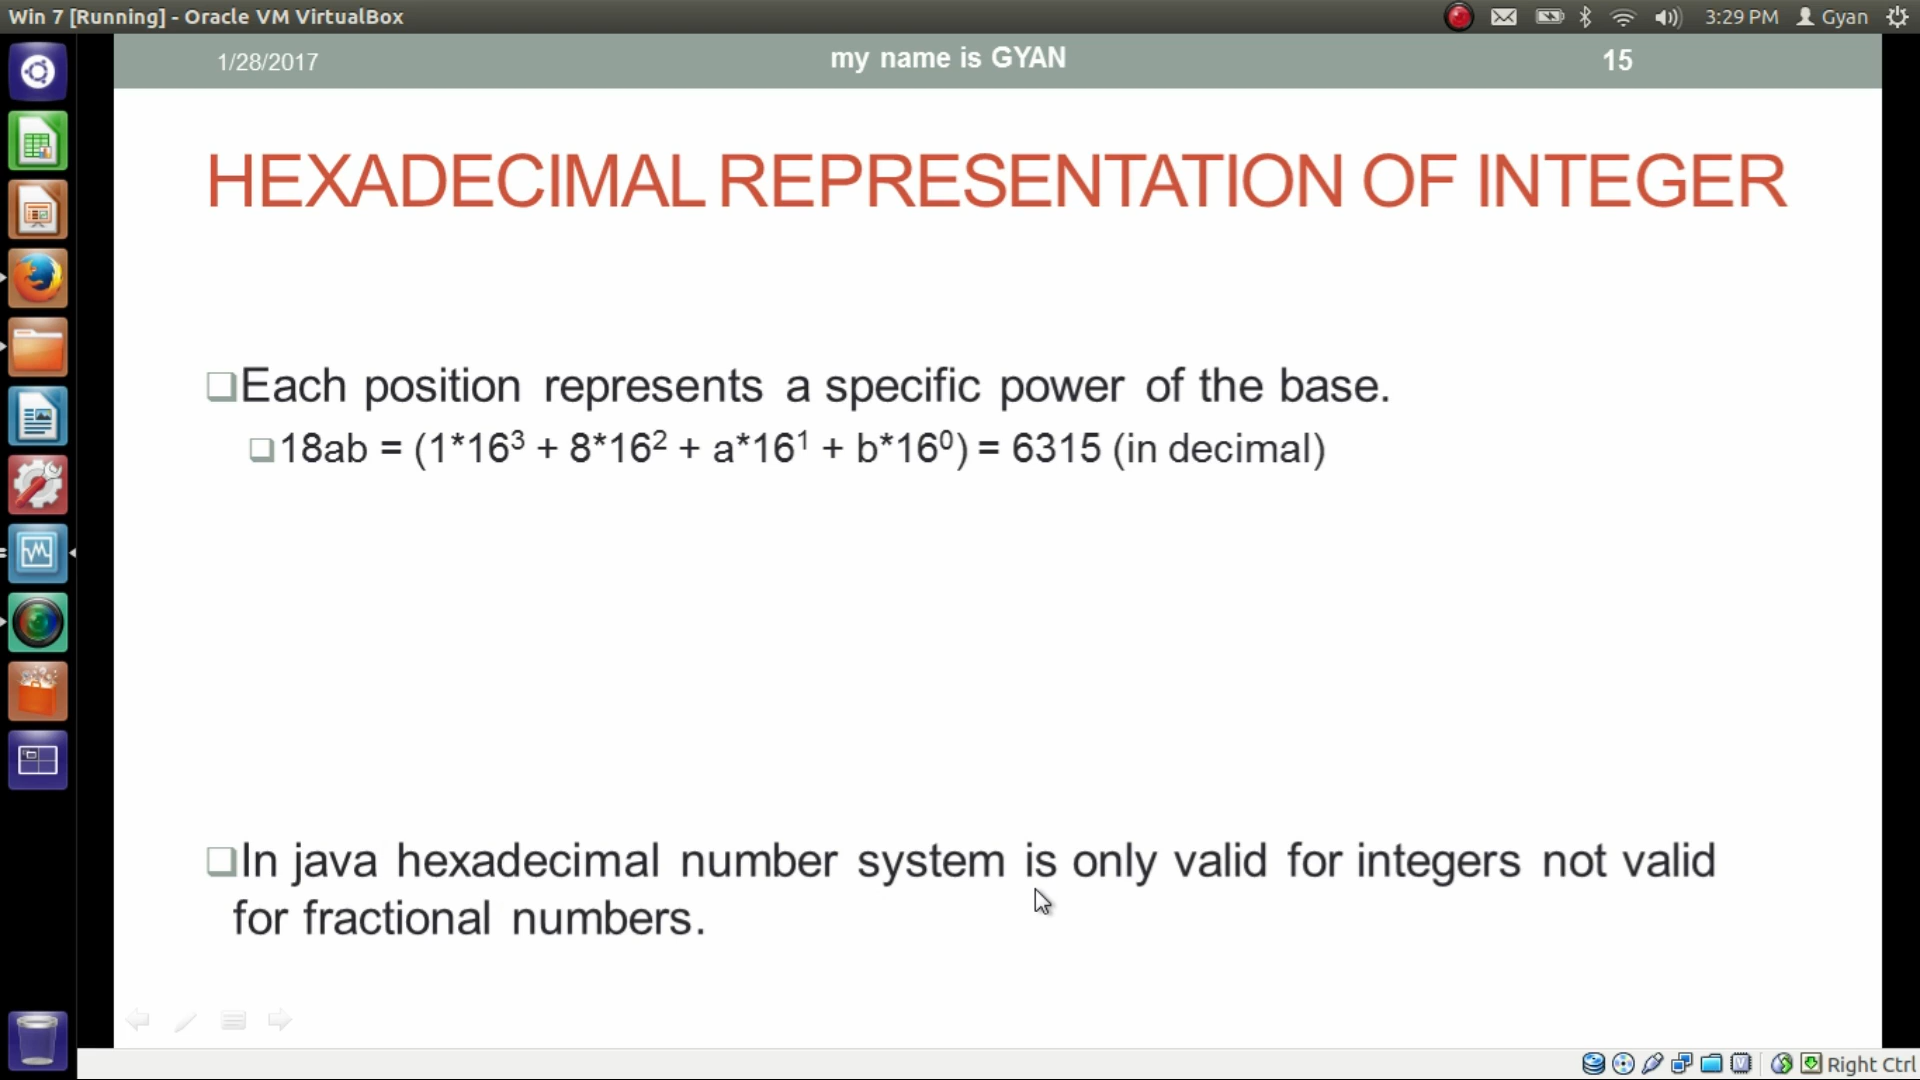 Win 7 [Running] - Oracle VM VirtualBox
3:29 PM Gyan
1/28/2017 my name is GYAN 15
HEXADECIMAL REPRESENTATION OF INTEGER
Each position represents a specific power of the base.
18ab = (1*16³ + 8*16² + a*16¹ + b*16⁰) = 6315 (in decimal)
In java hexadecimal number system is only valid for integers not valid
for fractional numbers.
Right Ctrl